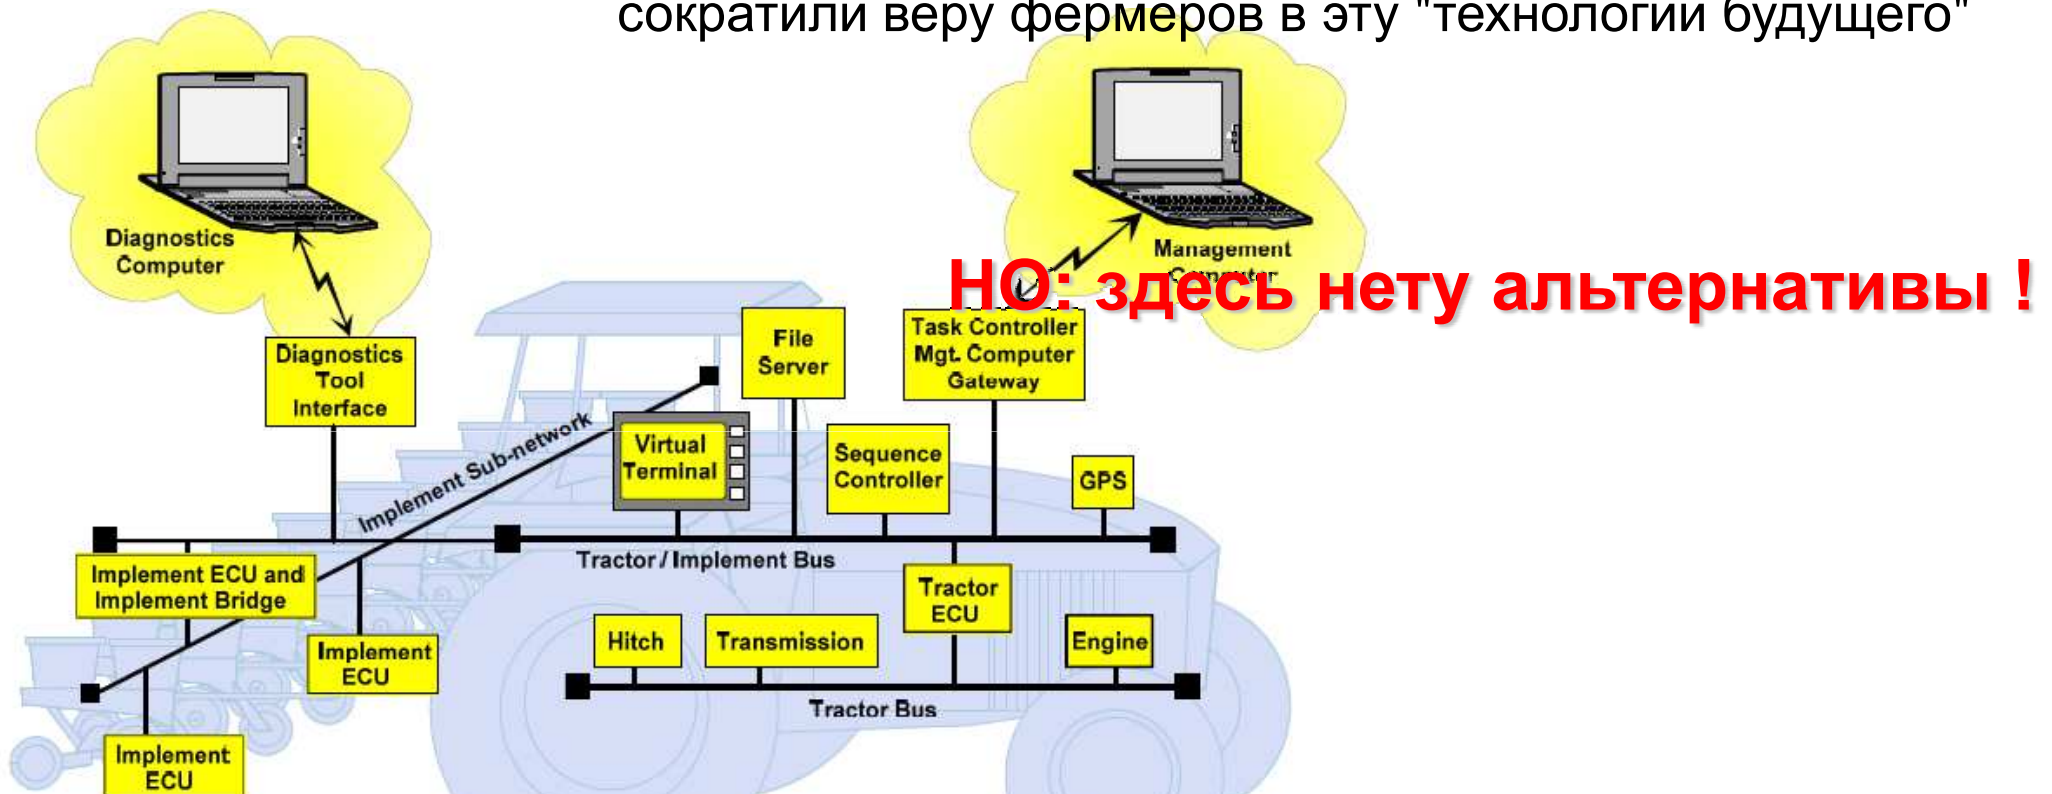 сократили веру фермеров в эту "технологии будущего"
Diagnostics
Computer
Management
Computer
НО: здесь нету альтернативы !
Diagnostics
Tool
Interface
File
Server
Task Controller
Mgt. Computer
Gateway
Implement Sub-network
Virtual
Terminal
Sequence
Controller
GPS
Tractor / Implement Bus
Implement ECU and
Implement Bridge
Tractor
ECU
Hitch
Transmission
Engine
Implement
ECU
Tractor Bus
Implement
ECU